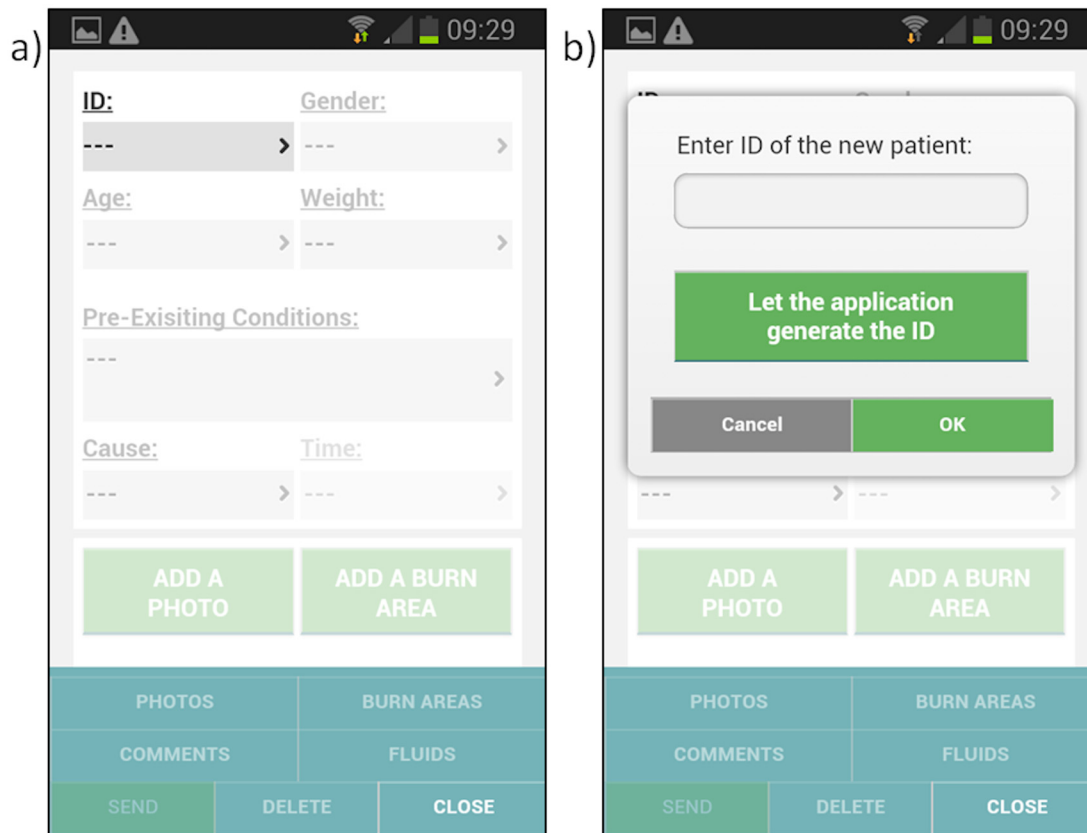 a)
09:29
ID: Gender:
--- ---
Age: Weight:
--- ---
Pre-Exisiting Conditions:
---
Cause: Time:
--- ---
ADD A
PHOTO
ADD A BURN
AREA
PHOTOS BURN AREAS
COMMENTS FLUIDS
SEND DELETE CLOSE
b)
09:29
Enter ID of the new patient:
Let the application
generate the ID
Cancel OK
--- ---
ADD A
PHOTO
ADD A BURN
AREA
PHOTOS BURN AREAS
COMMENTS FLUIDS
SEND DELETE CLOSE